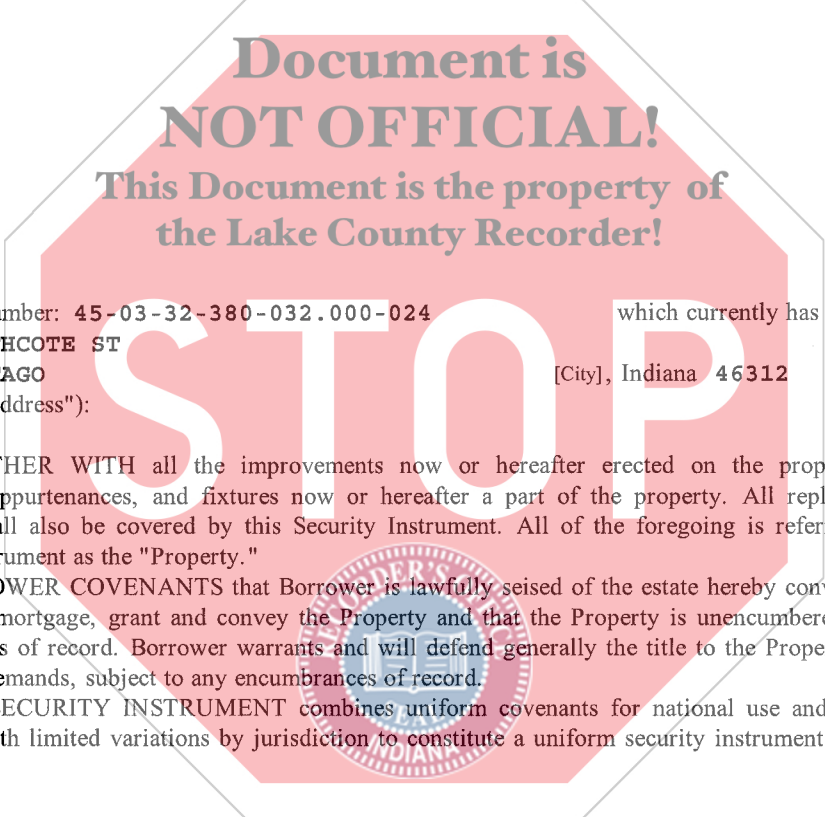 Document is
NOT OFFICIAL!
This Document is the property of
the Lake County Recorder!
mber: 45-03-32-380-032.000-024 which currently has
HCOTE ST
AGO [City], Indiana 46312
ddress"):
STOP
HER WITH all the improvements now or hereafter erected on the prop
ppurtenances, and fixtures now or hereafter a part of the property. All repl
ll also be covered by this Security Instrument. All of the foregoing is refer
rument as the "Property."
OWER COVENANTS that Borrower is lawfully seised of the estate hereby conv
mortgage, grant and convey the Property and that the Property is unencumbere
s of record. Borrower warrants and will defend generally the title to the Prope
emands, subject to any encumbrances of record.
ECURITY INSTRUMENT combines uniform covenants for national use and
th limited variations by jurisdiction to constitute a uniform security instrument
SEAL
INDIANA